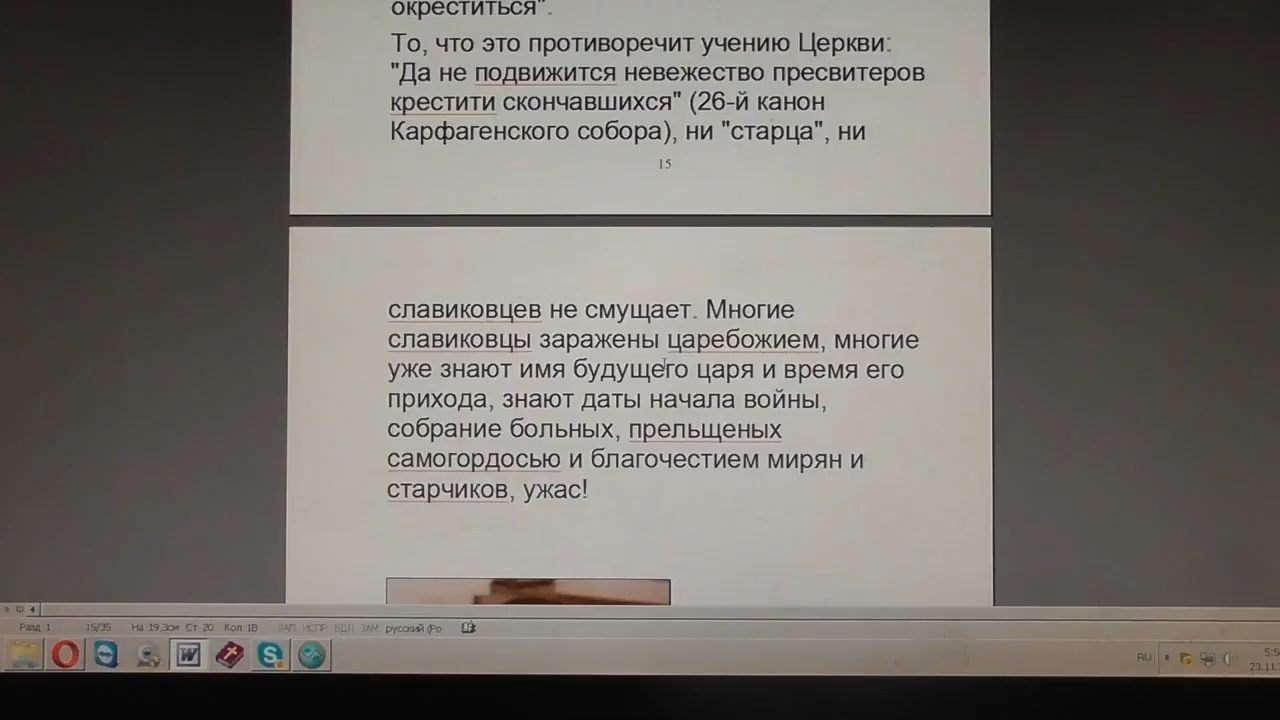 окреститься".
То, что это противоречит учению Церкви:
"Да не подвижится невежество пресвитеров
крестити скончавшихся" (26-й канон
Карфагенского собора), ни "старца", ни
15
славиковцев не смущает. Многие
славиковцы заражены царебожием, многие
уже знают имя будущего царя и время его
прихода, знают даты начала войны,
собрание больных, прельщеных
самогордосью и благочестием мирян и
старчиков, ужас!
Разд 1 15/35 На 19,3см Ст 20 Кол 18 ЗАП ИСПР ВДЛ ЗАМ русский (Ро
RU
23.11.